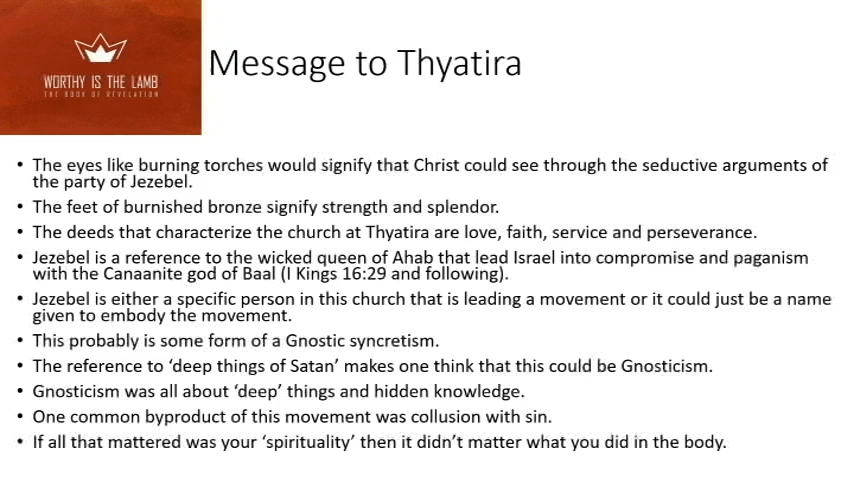 WORTHY IS THE LAMB
THE BOOK OF REVELATION
Message to Thyatira
• The eyes like burning torches would signify that Christ could see through the seductive arguments of
the party of Jezebel.
• The feet of burnished bronze signify strength and splendor.
• The deeds that characterize the church at Thyatira are love, faith, service and perseverance.
• Jezebel is a reference to the wicked queen of Ahab that lead Israel into compromise and paganism
with the Canaanite god of Baal (I Kings 16:29 and following).
• Jezebel is either a specific person in this church that is leading a movement or it could just be a name
given to embody the movement.
• This probably is some form of a Gnostic syncretism.
• The reference to ‘deep things of Satan’ makes one think that this could be Gnosticism.
• Gnosticism was all about ‘deep’ things and hidden knowledge.
• One common byproduct of this movement was collusion with sin.
• If all that mattered was your ‘spirituality’ then it didn’t matter what you did in the body.